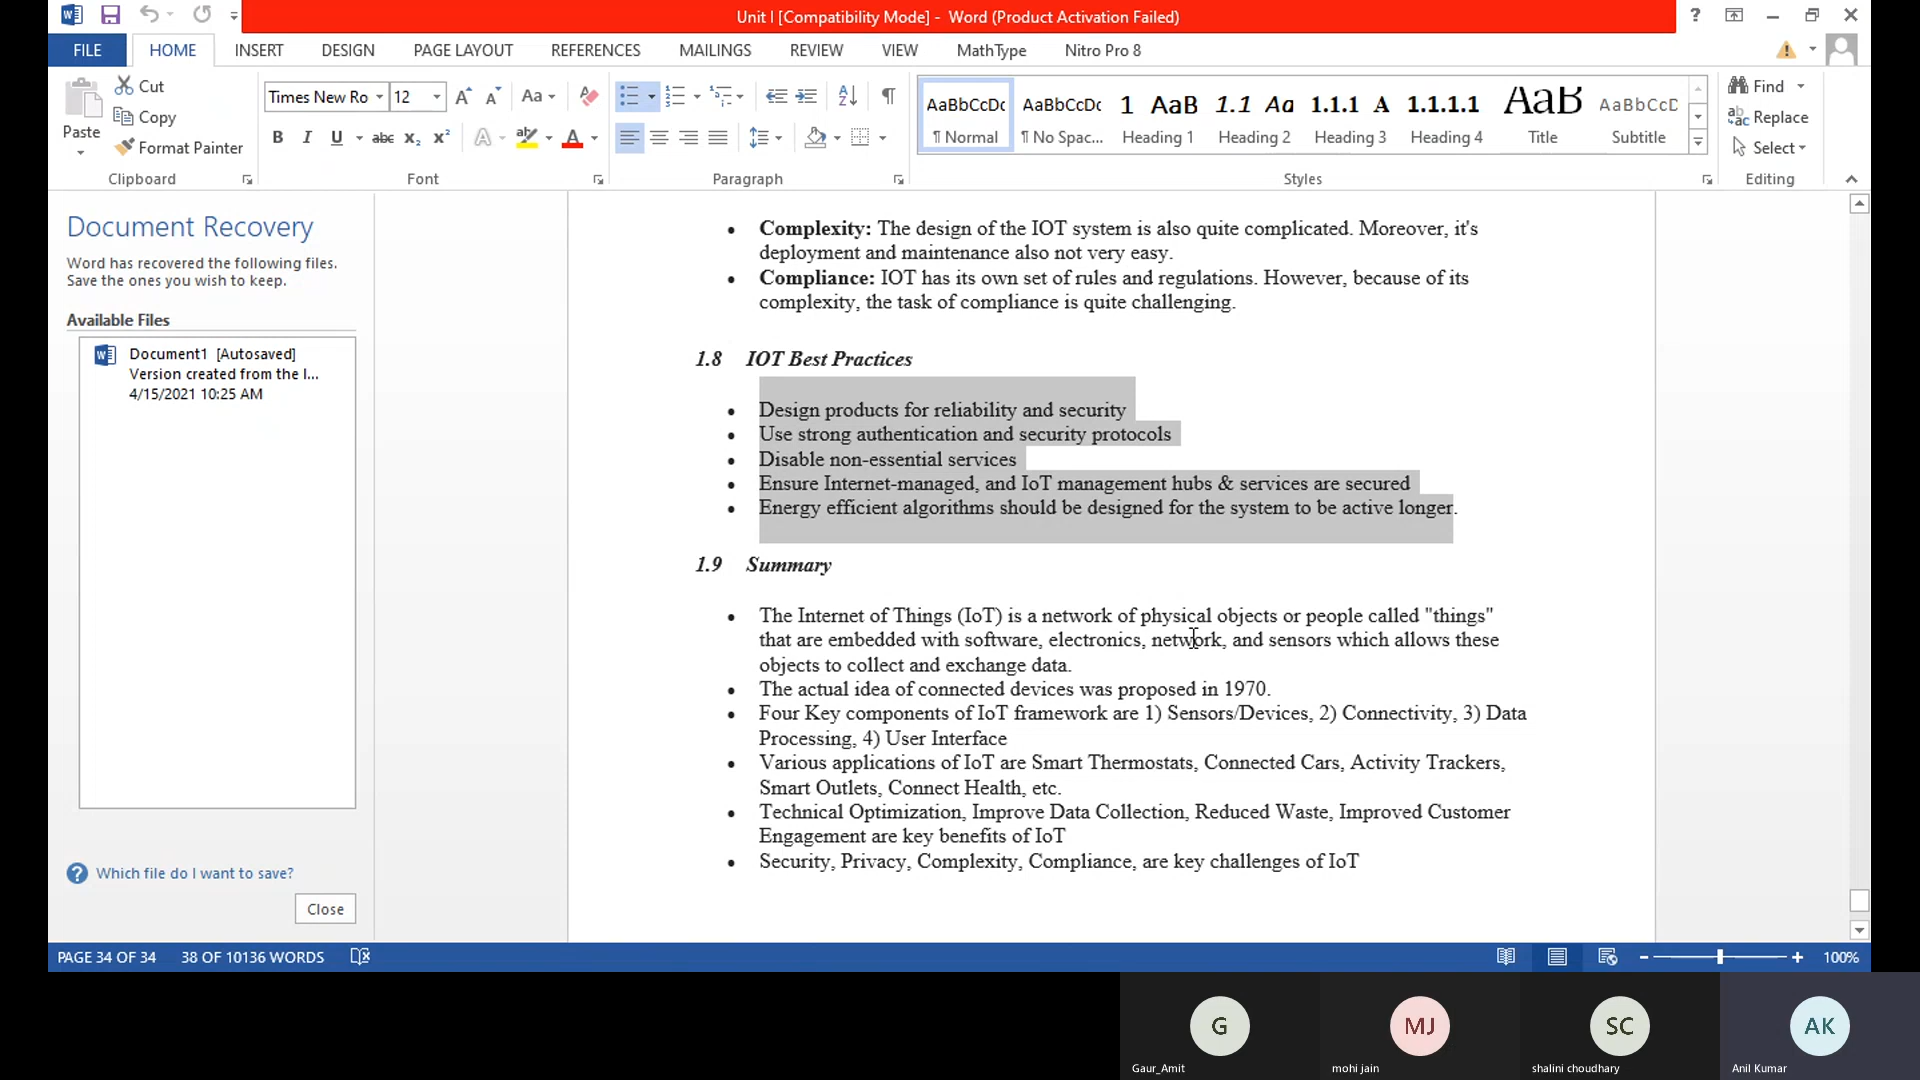 Unit I [Compatibility Mode] - Word (Product Activation Failed)
FILE HOME INSERT DESIGN PAGE LAYOUT REFERENCES MAILINGS REVIEW VIEW MathType Nitro Pro 8
Paste
Cut
Copy
Format Painter
Clipboard
Times New Ro 12
Font
Paragraph
AaBbCcDc AaBbCcDc 1 AaB 1.1 Aa 1.1.1 A 1.1.1.1 AaB AaBbCcD
¶ Normal ¶ No Spac... Heading 1 Heading 2 Heading 3 Heading 4 Title Subtitle
Styles
Find
Replace
Select
Editing
Document Recovery
Word has recovered the following files.
Save the ones you wish to keep.
Available Files
Document1 [Autosaved]
Version created from the l...
4/15/2021 10:25 AM
Which file do I want to save?
Close
• Complexity: The design of the IOT system is also quite complicated. Moreover, it's
deployment and maintenance also not very easy.
• Compliance: IOT has its own set of rules and regulations. However, because of its
complexity, the task of compliance is quite challenging.
1.8 IOT Best Practices
• Design products for reliability and security
• Use strong authentication and security protocols
• Disable non-essential services
• Ensure Internet-managed, and IoT management hubs & services are secured
• Energy efficient algorithms should be designed for the system to be active longer.
1.9 Summary
• The Internet of Things (IoT) is a network of physical objects or people called "things"
that are embedded with software, electronics, network, and sensors which allows these
objects to collect and exchange data.
• The actual idea of connected devices was proposed in 1970.
• Four Key components of IoT framework are 1) Sensors/Devices, 2) Connectivity, 3) Data
Processing, 4) User Interface
• Various applications of IoT are Smart Thermostats, Connected Cars, Activity Trackers,
Smart Outlets, Connect Health, etc.
• Technical Optimization, Improve Data Collection, Reduced Waste, Improved Customer
Engagement are key benefits of IoT
• Security, Privacy, Complexity, Compliance, are key challenges of IoT
PAGE 34 OF 34 38 OF 10136 WORDS 100%
G MJ SC AK
Gaur_Amit mohi jain shalini choudhary Anil Kumar